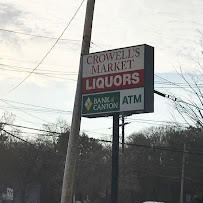 CROWELL'S
MARKET
LIQUORS
BANK OF
CANTON
ATM